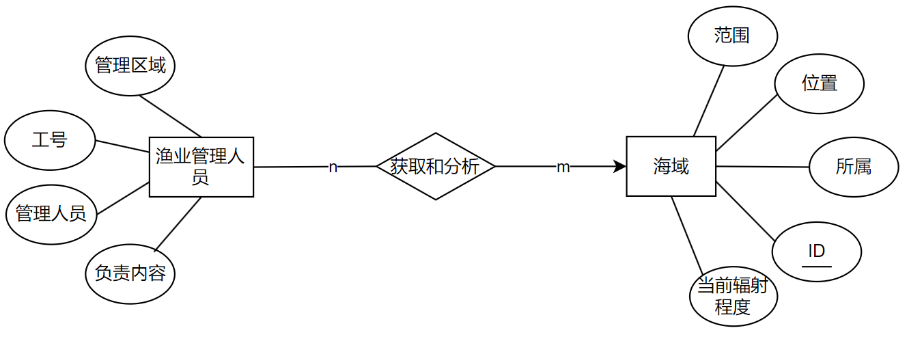 范围
管理区域
位置
工号
渔业管理人
员
n
获取和分析
m
海域
所属
管理人员
ID
负责内容
当前辐射
程度